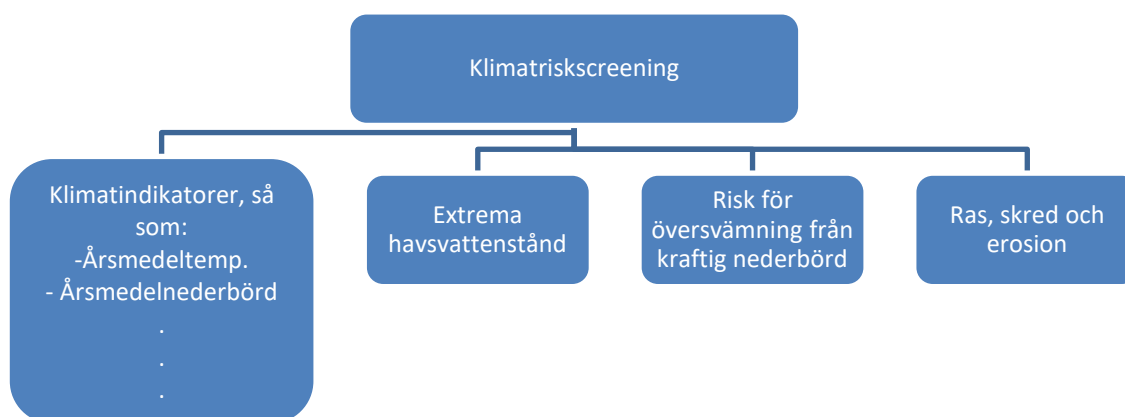 Klimatriskscreening
Klimatindikatorer, så
som:
-Årsmedeltemp.
- Årsmedelnederbörd
.
.
.
Extrema
havsvattenstånd
Risk för
översvämning från
kraftig nederbörd
Ras, skred och
erosion